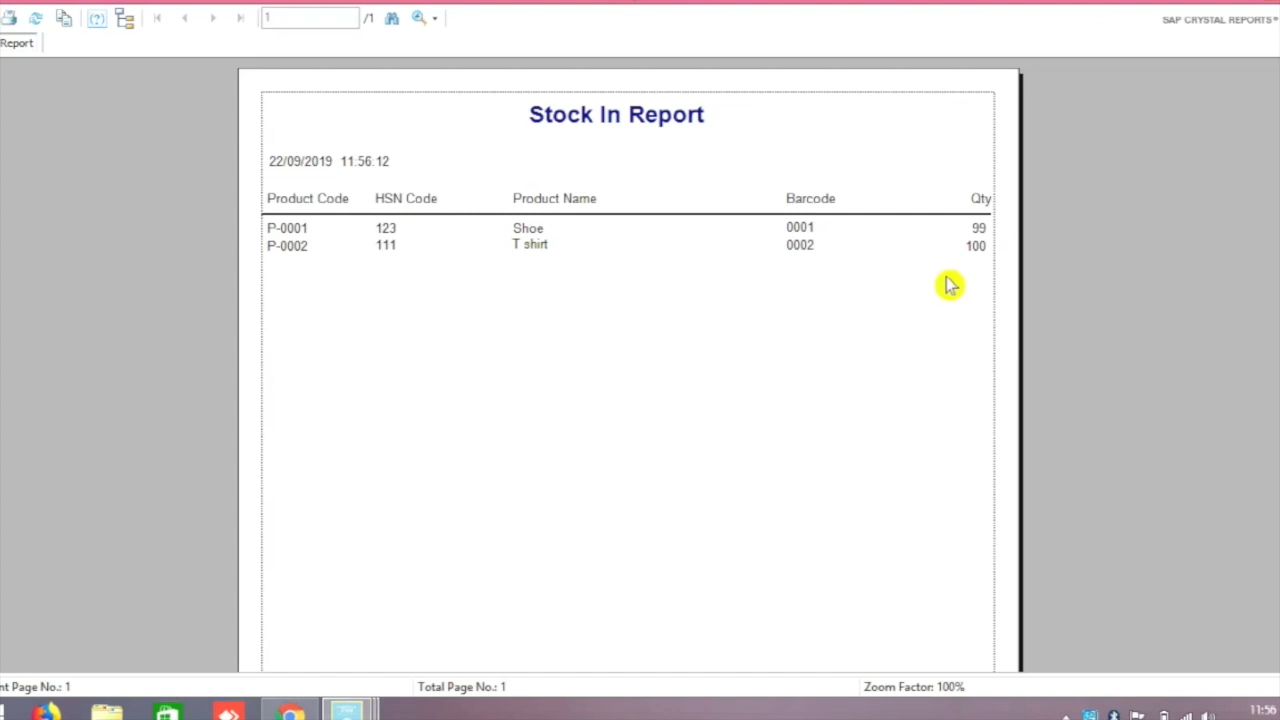 1 /1
SAP CRYSTAL REPORTS®
Report
Stock In Report
22/09/2019 11.56.12
Product Code HSN Code Product Name Barcode Qty
P-0001 123 Shoe 0001 99
P-0002 111 T shirt 0002 100
nt Page No.: 1 Total Page No.: 1 Zoom Factor: 100%
11:56